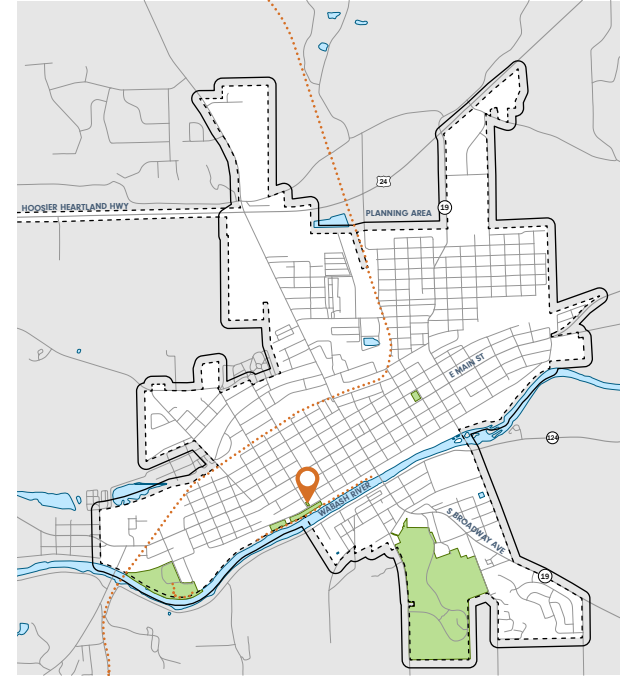 24
HOOSIER HEARTLAND HWY
19
PLANNING AREA
E MAIN ST
124
WABASH RIVER
S BROADWAY AVE
19